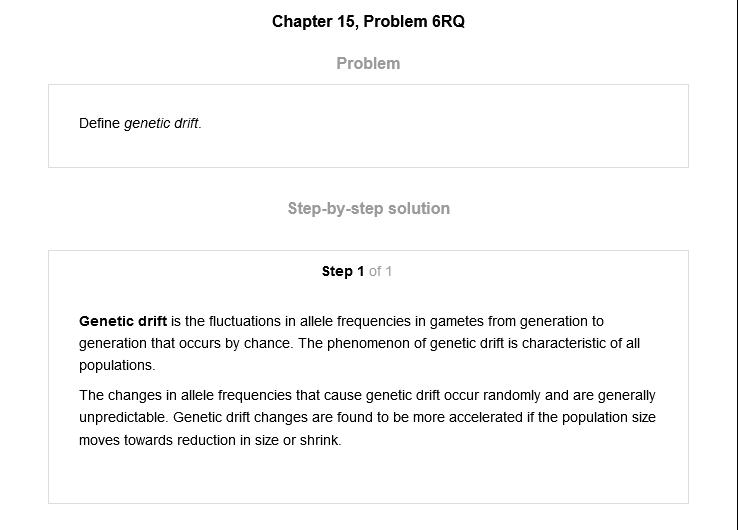 Chapter 15, Problem 6RQ
Problem
Define genetic drift.
Step-by-step solution
Step 1 of 1
Genetic drift is the fluctuations in allele frequencies in gametes from generation to
generation that occurs by chance. The phenomenon of genetic drift is characteristic of all
populations.
The changes in allele frequencies that cause genetic drift occur randomly and are generally
unpredictable. Genetic drift changes are found to be more accelerated if the population size
moves towards reduction in size or shrink.